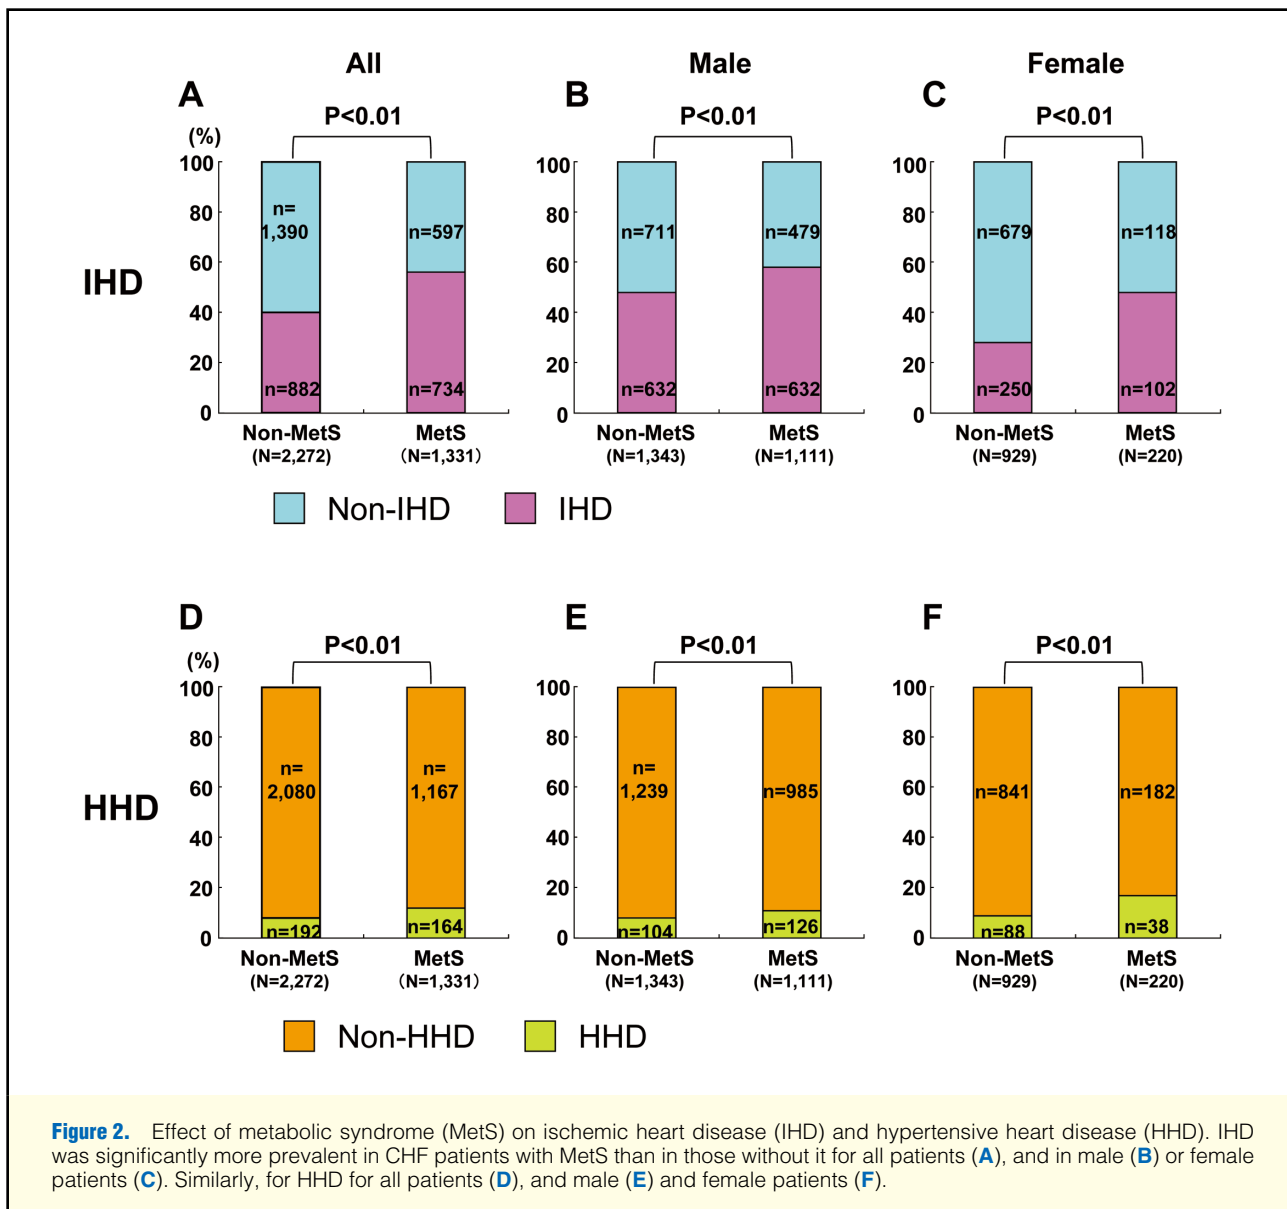 All
Male
Female
A
B
C
P<0.01
P<0.01
P<0.01
(%)
IHD
100
80
60
40
20
0
n=
1,390
n=882
n=597
n=734
Non-MetS
(N=2,272)
MetS
(N=1,331)
100
80
60
40
20
0
n=711
n=632
n=479
n=632
Non-MetS
(N=1,343)
MetS
(N=1,111)
100
80
60
40
20
0
n=679
n=250
n=118
n=102
Non-MetS
(N=929)
MetS
(N=220)
Non-IHD
IHD
D
E
F
P<0.01
P<0.01
P<0.01
(%)
HHD
100
80
60
40
20
0
n=
2,080
n=192
n=
1,167
n=164
Non-MetS
(N=2,272)
MetS
(N=1,331)
100
80
60
40
20
0
n=
1,239
n=104
n=985
n=126
Non-MetS
(N=1,343)
MetS
(N=1,111)
100
80
60
40
20
0
n=841
n=88
n=182
n=38
Non-MetS
(N=929)
MetS
(N=220)
Non-HHD
HHD
Figure 2. Effect of metabolic syndrome (MetS) on ischemic heart disease (IHD) and hypertensive heart disease (HHD). IHD
was significantly more prevalent in CHF patients with MetS than in those without it for all patients (A), and in male (B) or female
patients (C). Similarly, for HHD for all patients (D), and male (E) and female patients (F).